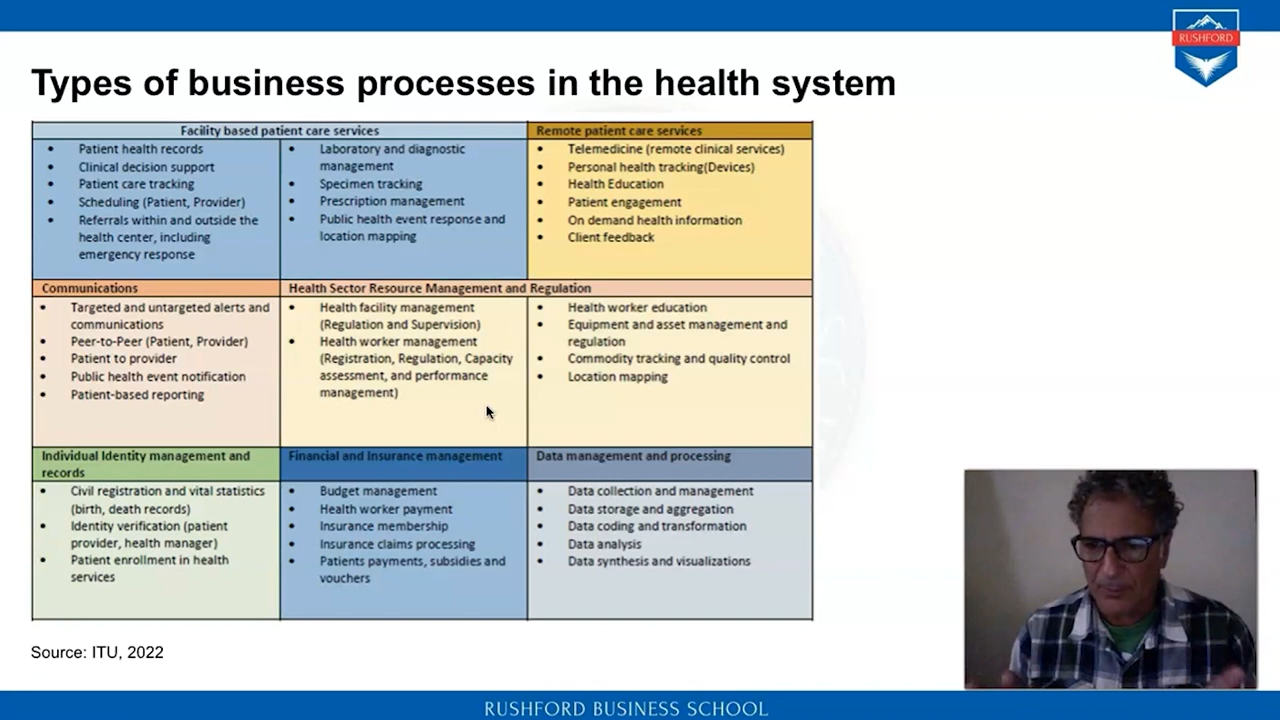 RUSHFORD
Types of business processes in the health system
Facility based patient care services
Patient health records
Clinical decision support
Patient care tracking
Scheduling (Patient, Provider)
Referrals within and outside the
health center, including
emergency response
Laboratory and diagnostic
management
Specimen tracking
Prescription management
Public health event response and
location mapping
Remote patient care services
Telemedicine (remote clinical services)
Personal health tracking(Devices)
Health Education
Patient engagement
On demand health information
Client feedback
Communications
Targeted and untargeted alerts and
communications
Peer-to-Peer (Patient, Provider)
Patient to provider
Public health event notification
Patient-based reporting
Health Sector Resource Management and Regulation
Health facility management
(Regulation and Supervision)
Health worker management
(Registration, Regulation, Capacity
assessment, and performance
management)
Health worker education
Equipment and asset management and
regulation
Commodity tracking and quality control
Location mapping
Individual Identity management and
records
Civil registration and vital statistics
(birth, death records)
Identity verification (patient
provider, health manager)
Patient enrollment in health
services
Financial and Insurance management
Budget management
Health worker payment
Insurance membership
Insurance claims processing
Patients payments, subsidies and
vouchers
Data management and processing
Data collection and management
Data storage and aggregation
Data coding and transformation
Data analysis
Data synthesis and visualizations
Source: ITU, 2022
RUSHFORD BUSINESS SCHOOL